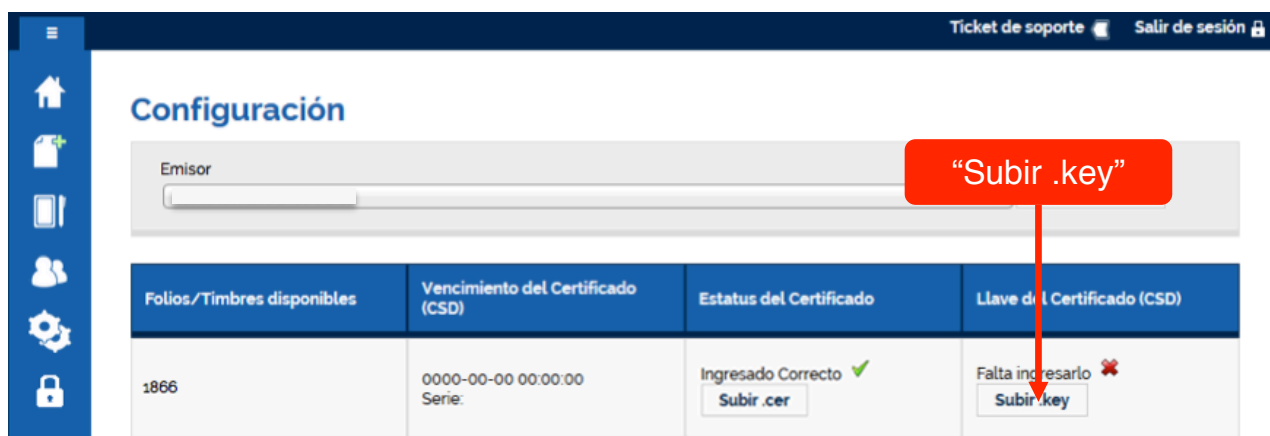 Ticket de soporte Salir de sesión
Configuración
Emisor
“Subir .key”
Folios/Timbres disponibles
Vencimiento del Certificado
(CSD)
Estatus del Certificado
Llave del Certificado (CSD)
1866
0000-00-00 00:00:00
Serie:
Ingresado Correcto
Subir .cer
Falta ingresarlo
Subir .key